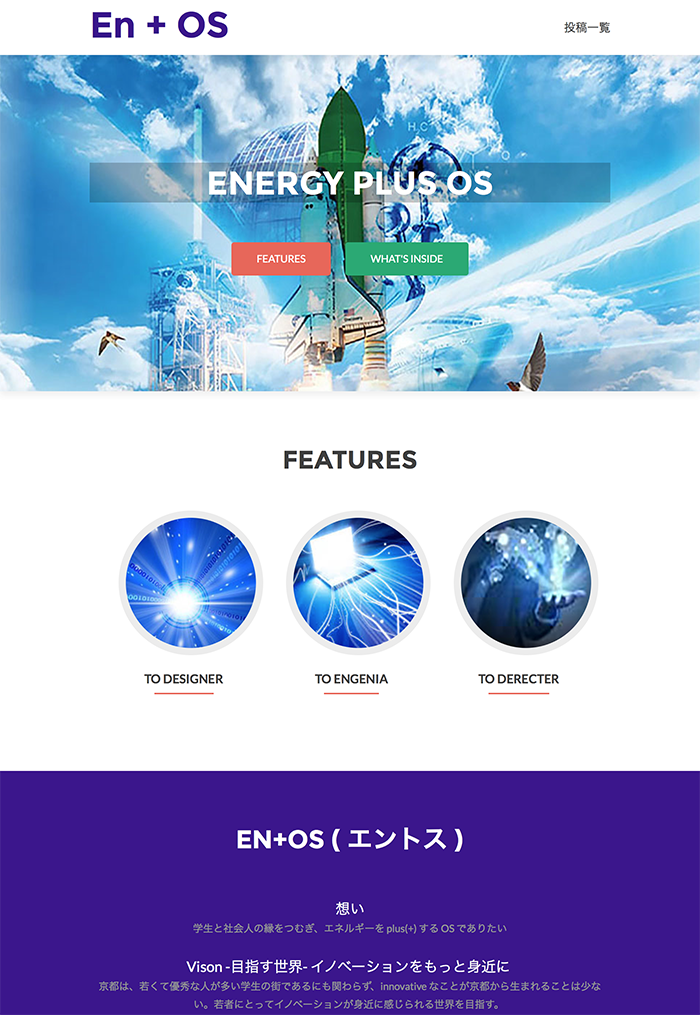 En + OS
投稿一覧
ENERGY PLUS OS
FEATURES
WHAT'S INSIDE
FEATURES
TO DESIGNER
TO ENGENIA
TO DERECTER
EN+OS ( エントス )
想い
学生と社会人の縁をつむぎ、エネルギーを plus(+) する OS でありたい
Vison -目指す世界- イノベーションをもっと身近に
京都は、若くて優秀な人が多い学生の街であるにも関わらず、innovative なことが京都から生まれることは少な
い。若者にとってイノベーションが身近に感じられる世界を目指す。